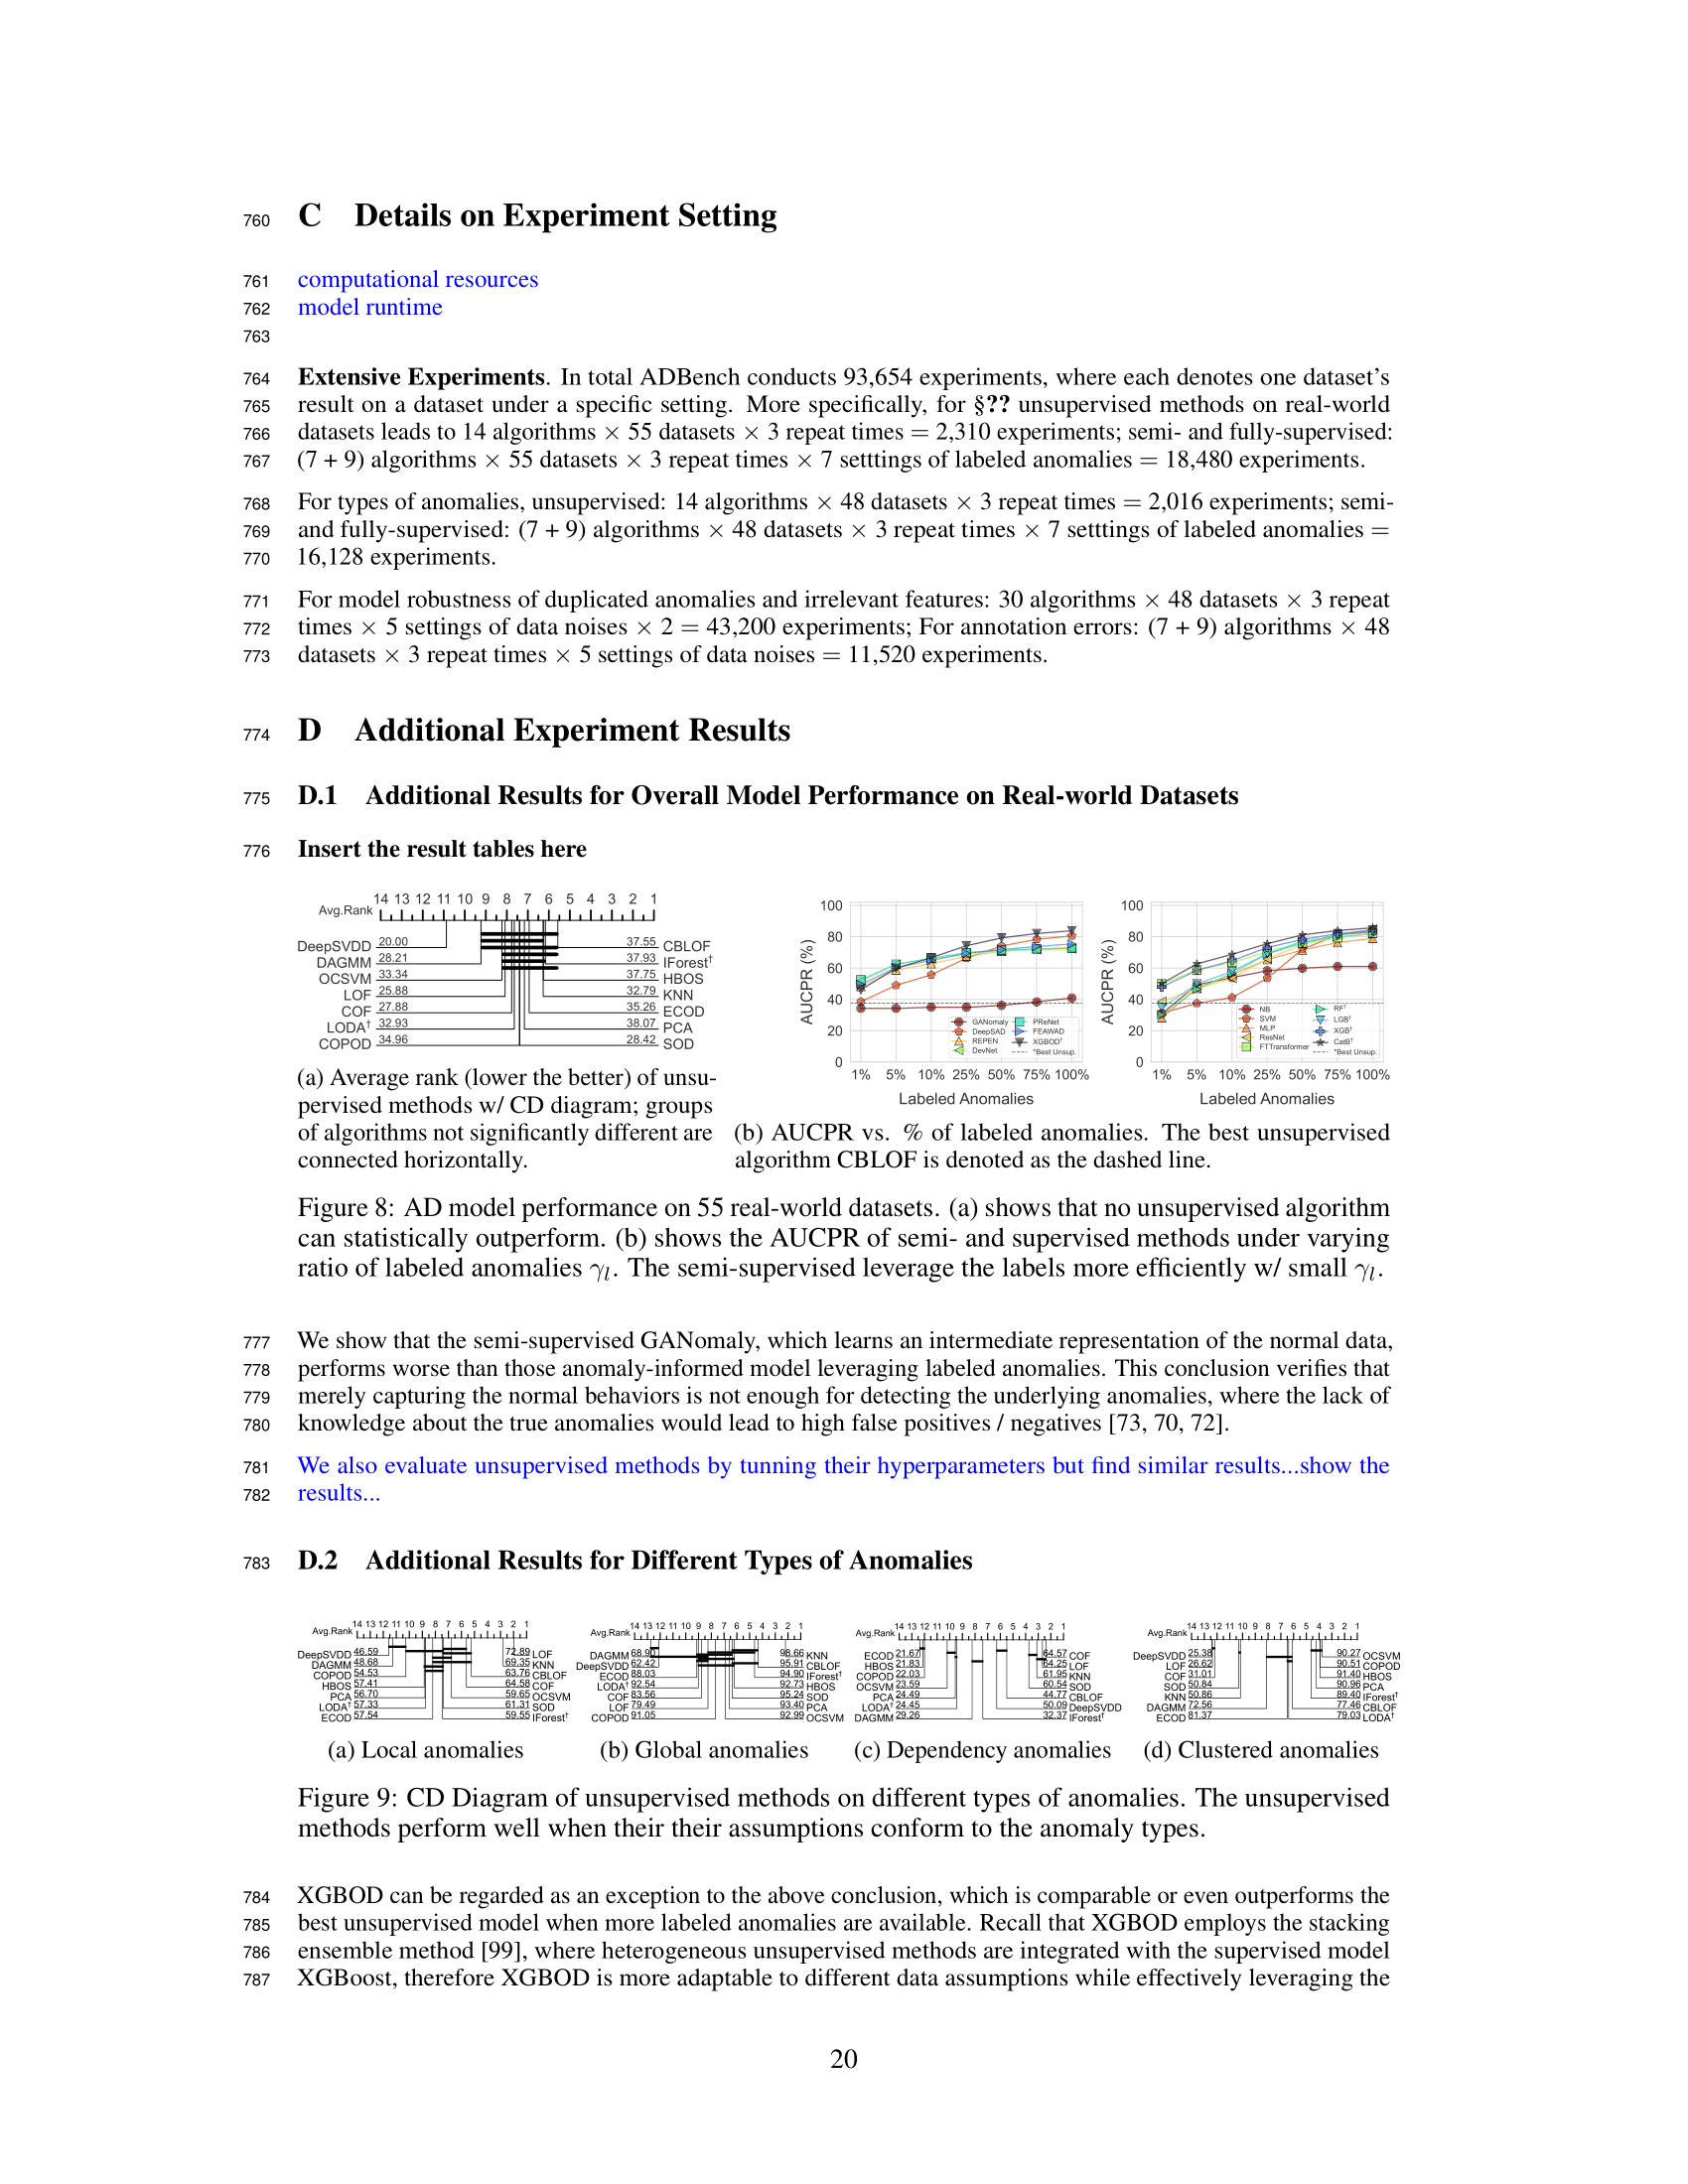 760 C Details on Experiment Setting
761 computational resources
762 model runtime
763
764 Extensive Experiments. In total ADBench conducts 93,654 experiments, where each denotes one dataset's
765 result on a dataset under a specific setting. More specifically, for §?? unsupervised methods on real-world
766 datasets leads to 14 algorithms × 55 datasets × 3 repeat times = 2,310 experiments; semi- and fully-supervised:
767 (7 + 9) algorithms × 55 datasets × 3 repeat times × 7 setttings of labeled anomalies = 18,480 experiments.
768 For types of anomalies, unsupervised: 14 algorithms × 48 datasets × 3 repeat times = 2,016 experiments; semi-
769 and fully-supervised: (7 + 9) algorithms × 48 datasets × 3 repeat times × 7 setttings of labeled anomalies =
770 16,128 experiments.
771 For model robustness of duplicated anomalies and irrelevant features: 30 algorithms × 48 datasets × 3 repeat
772 times × 5 settings of data noises × 2 = 43,200 experiments; For annotation errors: (7 + 9) algorithms × 48
773 datasets × 3 repeat times × 5 settings of data noises = 11,520 experiments.
774 D Additional Experiment Results
775 D.1 Additional Results for Overall Model Performance on Real-world Datasets
776 Insert the result tables here
14 13 12 11 10 9 8 7 6 5 4 3 2 1
Avg.Rank
DeepSVDD 20.00 37.55 CBLOF
DAGMM 28.21 37.93 IForest†
OCSVM 33.34 37.75 HBOS
LOF 25.88 32.79 KNN
COF 27.88 35.26 ECOD
LODA† 32.93 38.07 PCA
COPOD 34.96 28.42 SOD
(a) Average rank (lower the better) of unsu-
pervised methods w/ CD diagram; groups
of algorithms not significantly different are
connected horizontally.
AUCPR (%)
100
80
60
40
20
0
1% 5% 10% 25% 50% 75% 100%
Labeled Anomalies
GANomaly
DeepSAD
REPEN
DevNet
PReNet
FEAWAD
XGBOD†
*Best Unsup.
AUCPR (%)
100
80
60
40
20
0
1% 5% 10% 25% 50% 75% 100%
Labeled Anomalies
NB
SVM
MLP
ResNet
FTTransformer
RF†
LGB†
XGB†
CatB†
*Best Unsup.
(b) AUCPR vs. % of labeled anomalies. The best unsupervised
algorithm CBLOF is denoted as the dashed line.
Figure 8: AD model performance on 55 real-world datasets. (a) shows that no unsupervised algorithm
can statistically outperform. (b) shows the AUCPR of semi- and supervised methods under varying
ratio of labeled anomalies γl. The semi-supervised leverage the labels more efficiently w/ small γl.
777 We show that the semi-supervised GANomaly, which learns an intermediate representation of the normal data,
778 performs worse than those anomaly-informed model leveraging labeled anomalies. This conclusion verifies that
779 merely capturing the normal behaviors is not enough for detecting the underlying anomalies, where the lack of
780 knowledge about the true anomalies would lead to high false positives / negatives [73, 70, 72].
781 We also evaluate unsupervised methods by tunning their hyperparameters but find similar results...show the
782 results...
783 D.2 Additional Results for Different Types of Anomalies
14 13 12 11 10 9 8 7 6 5 4 3 2 1
Avg.Rank
DeepSVDD 46.59 72.89 LOF
DAGMM 48.68 69.35 KNN
COPOD 54.53 63.76 CBLOF
HBOS 57.41 64.58 COF
PCA 56.70 59.65 OCSVM
LODA† 57.33 61.31 SOD
ECOD 57.54 59.55 IForest†
(a) Local anomalies
14 13 12 11 10 9 8 7 6 5 4 3 2 1
Avg.Rank
DAGMM 68.90 98.66 KNN
DeepSVDD 62.42 95.91 CBLOF
ECOD 88.03 94.90 IForest†
LODA† 92.54 92.73 HBOS
COF 83.56 95.24 SOD
LOF 79.49 93.40 PCA
COPOD 91.05 92.99 OCSVM
(b) Global anomalies
14 13 12 11 10 9 8 7 6 5 4 3 2 1
Avg.Rank
ECOD 21.67 64.57 COF
HBOS 21.83 64.25 LOF
COPOD 22.03 61.95 KNN
OCSVM 23.59 60.54 SOD
PCA 24.49 44.77 CBLOF
LODA† 24.45 50.09 DeepSVDD
DAGMM 29.26 32.37 IForest†
(c) Dependency anomalies
14 13 12 11 10 9 8 7 6 5 4 3 2 1
Avg.Rank
DeepSVDD 25.38 90.27 OCSVM
LOF 26.62 90.51 COPOD
COF 31.01 91.40 HBOS
SOD 50.84 90.96 PCA
KNN 50.86 89.40 IForest†
DAGMM 72.56 77.46 CBLOF
ECOD 81.37 79.03 LODA†
(d) Clustered anomalies
Figure 9: CD Diagram of unsupervised methods on different types of anomalies. The unsupervised
methods perform well when their their assumptions conform to the anomaly types.
784 XGBOD can be regarded as an exception to the above conclusion, which is comparable or even outperforms the
785 best unsupervised model when more labeled anomalies are available. Recall that XGBOD employs the stacking
786 ensemble method [99], where heterogeneous unsupervised methods are integrated with the supervised model
787 XGBoost, therefore XGBOD is more adaptable to different data assumptions while effectively leveraging the
20